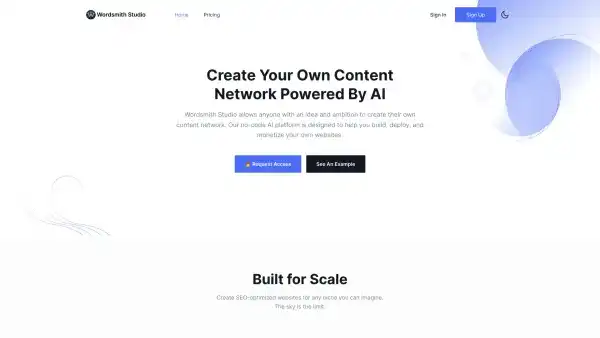 Wordsmith Studio
Home
Pricing
Sign In
Sign Up
Create Your Own Content
Network Powered By AI
Wordsmith Studio allows anyone with an idea and ambition to create their own
content network. Our no-code AI platform is designed to help you build, deploy, and
monetize your own websites.
🔥 Request Access
See An Example
Built for Scale
Create SEO-optimized websites for any niche you can imagine.
The sky is the limit.